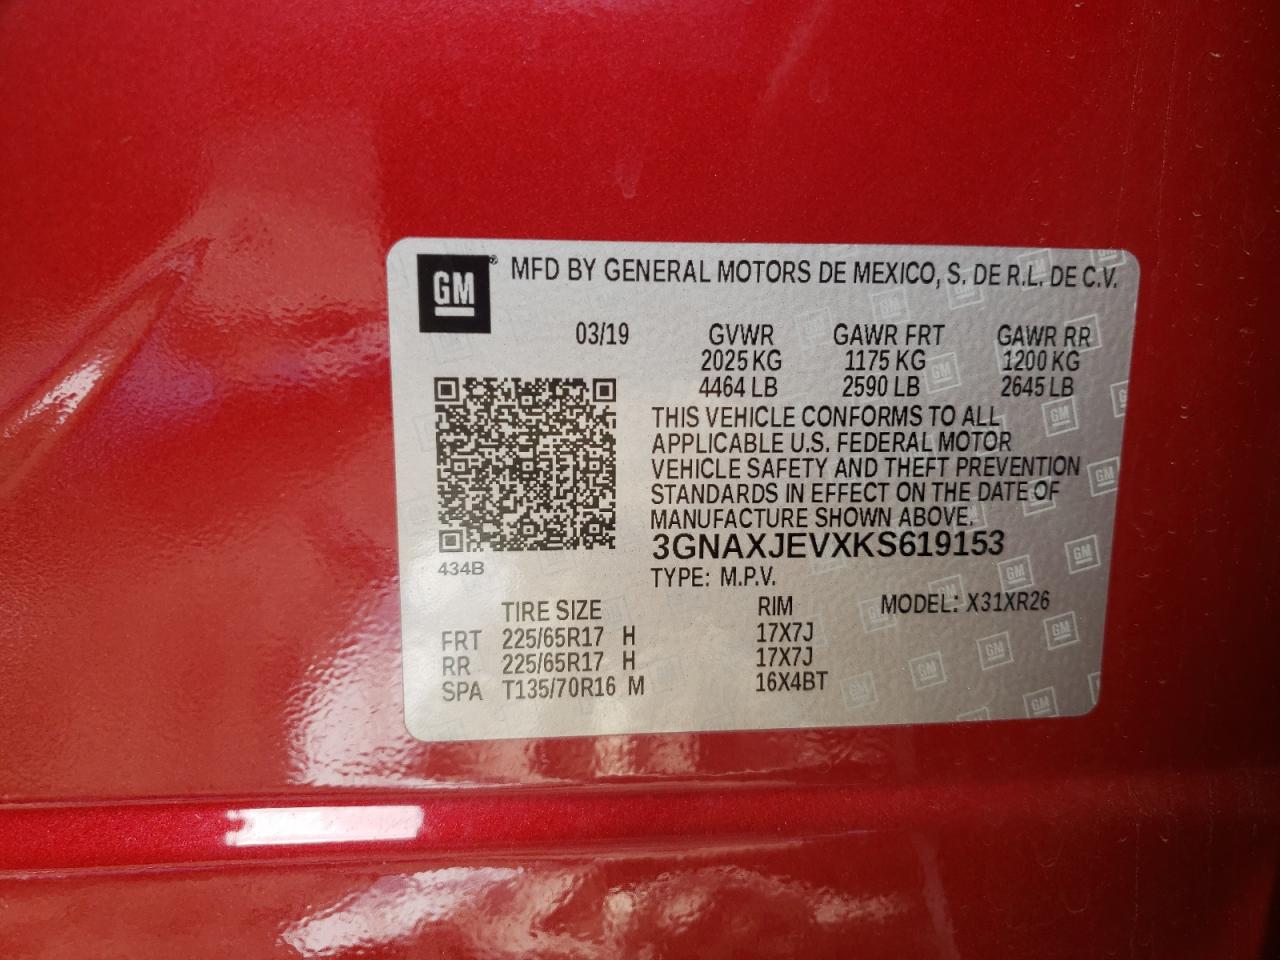 GM® MFD BY GENERAL MOTORS DE MEXICO, S. DE R.L. DE C.V.
03/19 GVWR GAWR FRT GAWR RR
2025 KG 1175 KG 1200 KG
4464 LB 2590 LB 2645 LB
THIS VEHICLE CONFORMS TO ALL
APPLICABLE U.S. FEDERAL MOTOR
VEHICLE SAFETY AND THEFT PREVENTION
STANDARDS IN EFFECT ON THE DATE OF
MANUFACTURE SHOWN ABOVE.
3GNAXJEVXKS619153
434B
TYPE: M.P.V.
TIRE SIZE RIM MODEL: X31XR26
FRT 225/65R17 H 17X7J
RR 225/65R17 H 17X7J
SPA T135/70R16 M 16X4BT